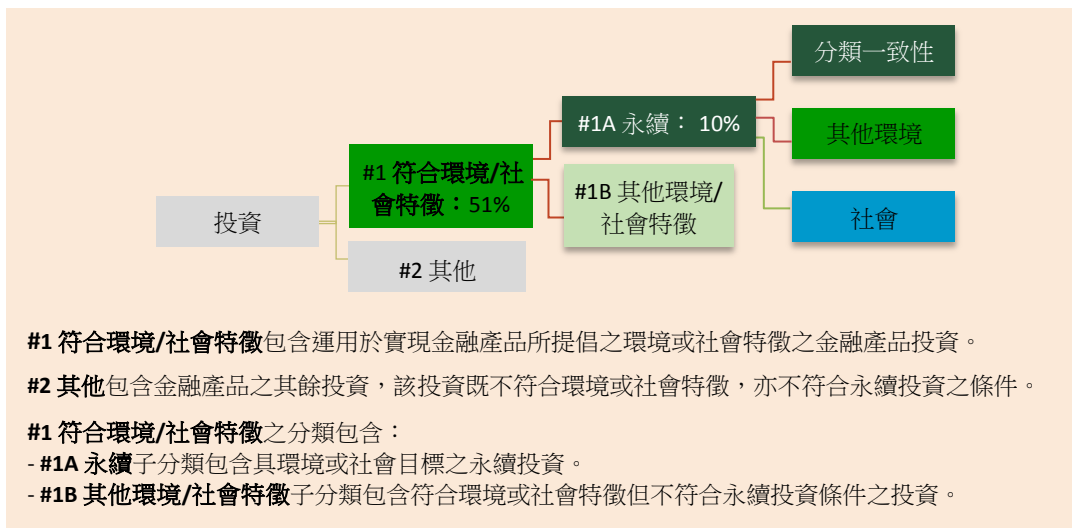 分類一致性
#1A 永續： 10%
其他環境
#1 符合環境/社
會特徵：51%
#1B 其他環境/
社會特徵
社會
投資
#2 其他
#1 符合環境/社會特徵包含運用於實現金融產品所提倡之環境或社會特徵之金融產品投資。
#2 其他包含金融產品之其餘投資，該投資既不符合環境或社會特徵，亦不符合永續投資之條件。
#1 符合環境/社會特徵之分類包含：
- #1A 永續子分類包含具環境或社會目標之永續投資。
- #1B 其他環境/社會特徵子分類包含符合環境或社會特徵但不符合永續投資條件之投資。